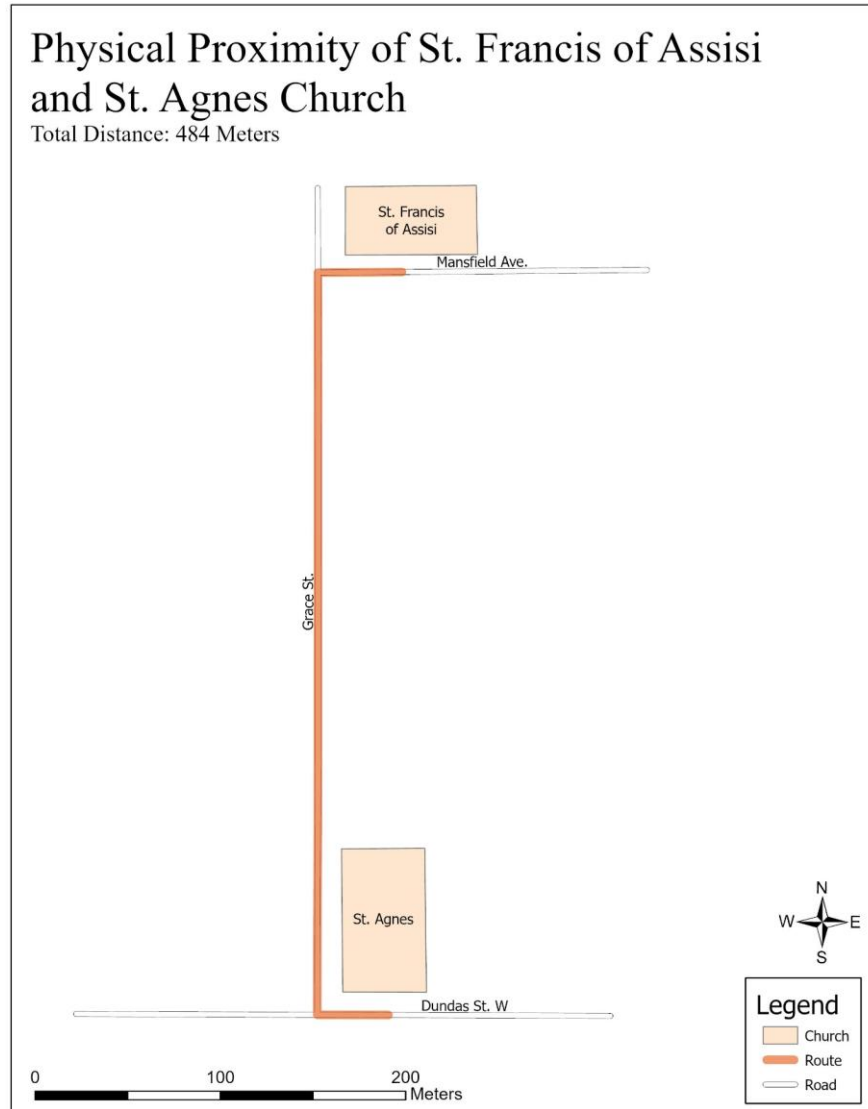 Physical Proximity of St. Francis of Assisi
and St. Agnes Church
Total Distance: 484 Meters
St. Francis
of Assisi
Mansfield Ave.
Grace St.
St. Agnes
Dundas St. W
N
W
E
S
Legend
Church
Route
Road
0
100
200
Meters